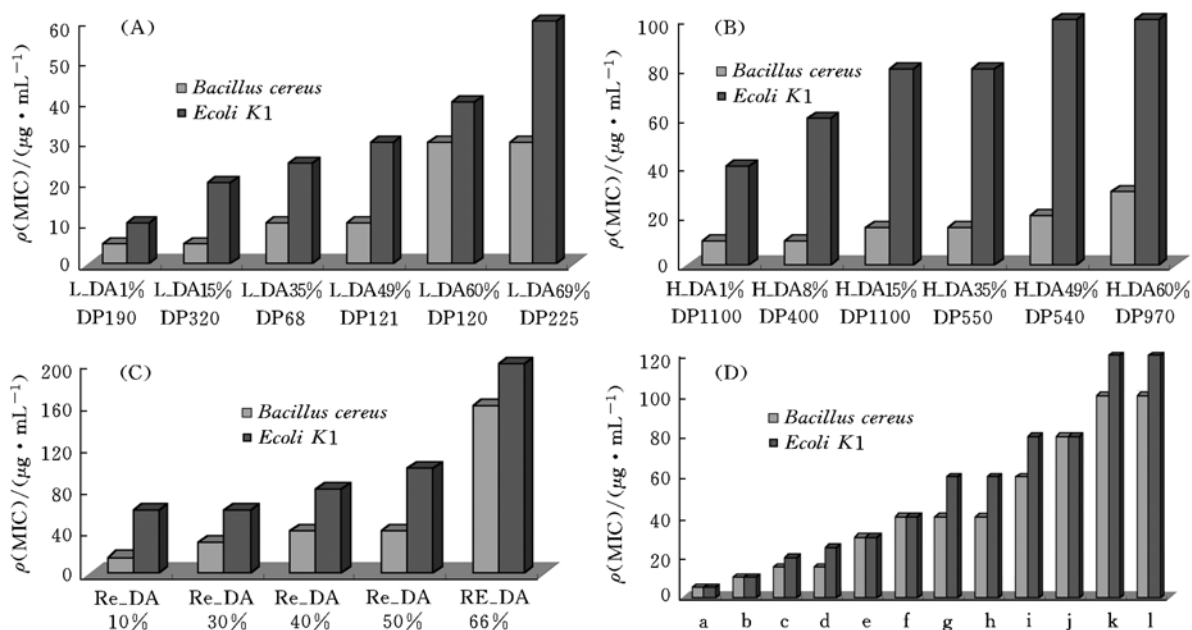 (A)
ρ(MIC)/(μg·mL⁻¹)
60
50
40
30
20
10
0
Bacillus cereus
Ecoli K1
L_DA1% L_DA15% L_DA35% L_DA49% L_DA60% L_DA69%
DP190 DP320 DP68 DP121 DP120 DP225
(B)
ρ(MIC)/(μg·mL⁻¹)
100
80
60
40
20
0
Bacillus cereus
Ecoli K1
H_DA1% H_DA8% H_DA15% H_DA35% H_DA49% H_DA60%
DP1100 DP400 DP1100 DP550 DP540 DP970
(C)
ρ(MIC)/(μg·mL⁻¹)
200
160
120
80
40
0
Bacillus cereus
Ecoli K1
Re_DA Re_DA Re_DA Re_DA RE_DA
10% 30% 40% 50% 66%
(D)
ρ(MIC)/(μg·mL⁻¹)
120
100
80
60
40
20
0
Bacillus cereus
Ecoli K1
a b c d e f g h i j k l